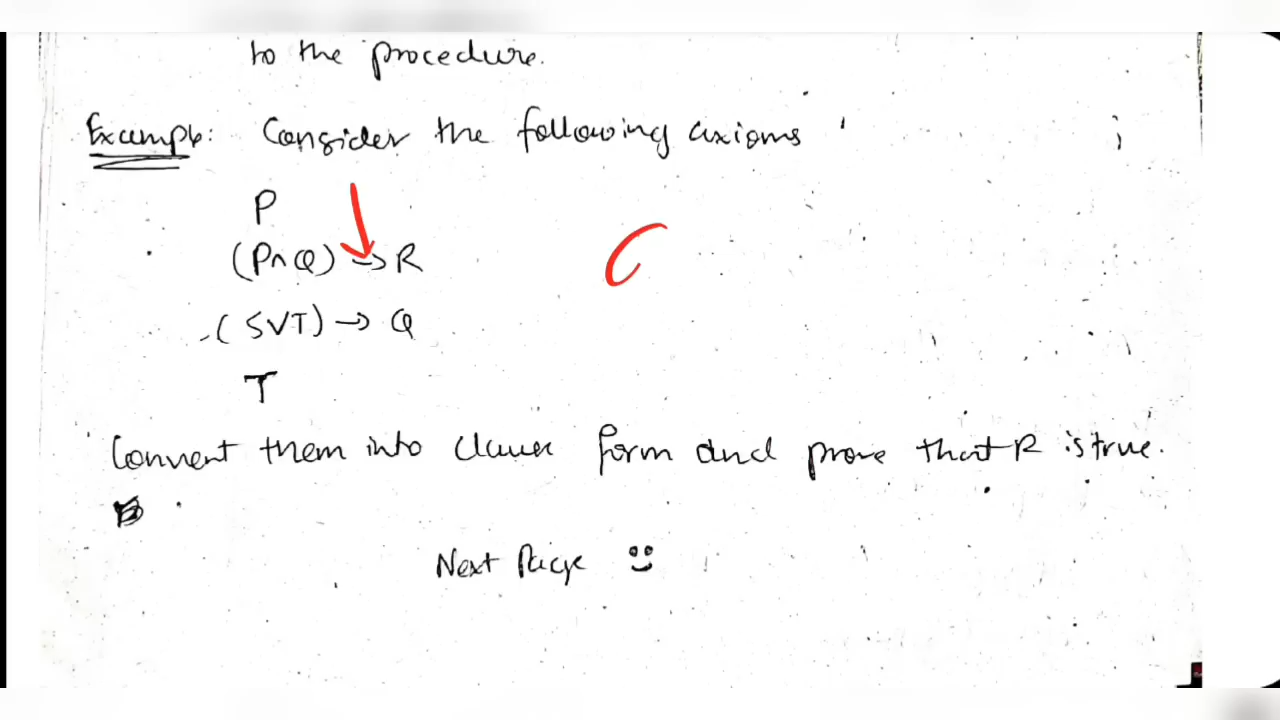 to the procedure.
Example: Consider the following axioms
P
(P∧Q) → R
(S∨T) → Q
T
Convert them into clause form and prove that R is true.
Next Page